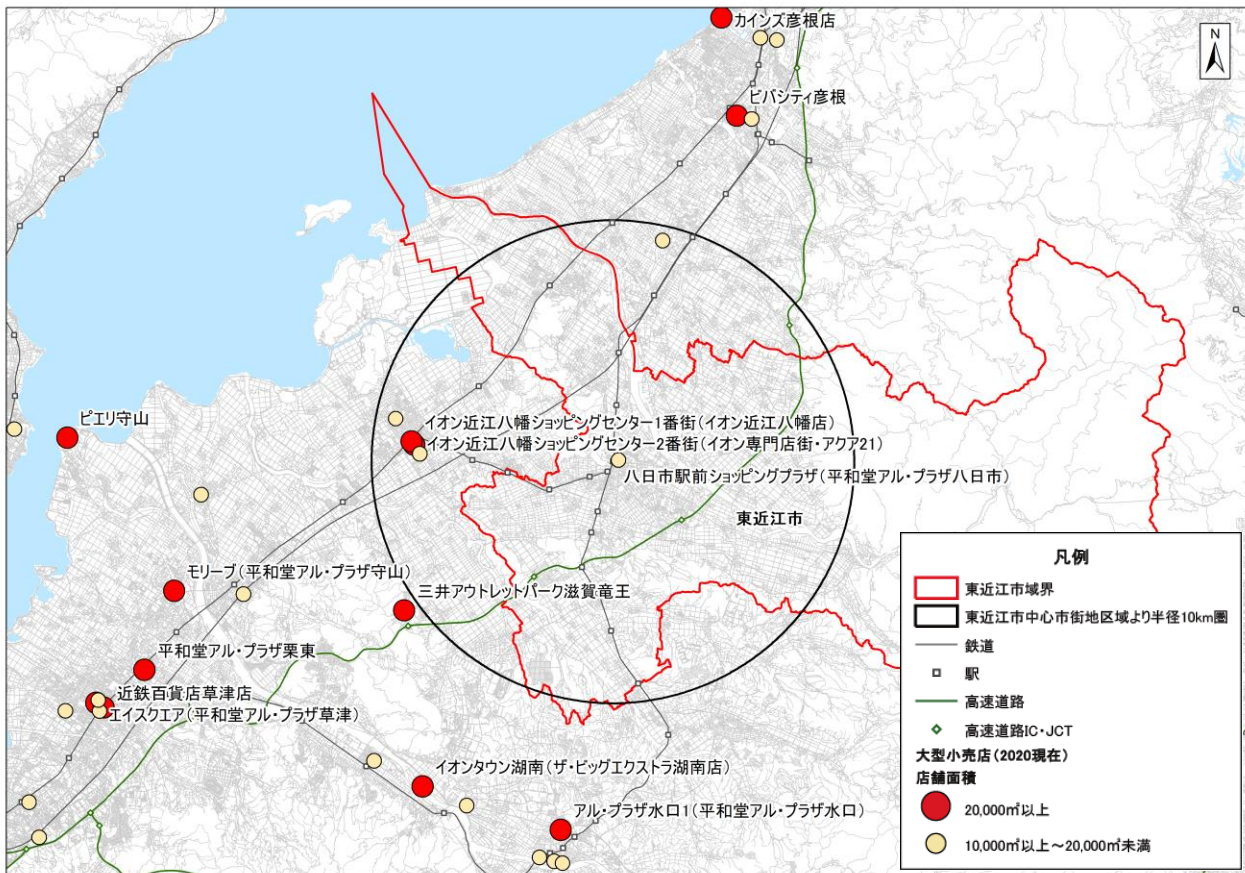 カインズ彦根店
N
ビバシティ彦根
ピエリ守山
イオン近江八幡ショッピングセンター1番街(イオン近江八幡店)
イオン近江八幡ショッピングセンター2番街(イオン専門店街・アクア21)
八日市駅前ショッピングプラザ(平和堂アル・プラザ八日市)
東近江市
モリーブ(平和堂アル・プラザ守山)
三井アウトレットパーク滋賀竜王
平和堂アル・プラザ栗東
近鉄百貨店草津店
エイスクエア(平和堂アル・プラザ草津)
イオンタウン湖南(ザ・ビッグエクストラ湖南店)
アル・プラザ水口1(平和堂アル・プラザ水口)
凡例
東近江市域界
東近江市中心市街地区域より半径10km圏
鉄道
駅
高速道路
高速道路IC・JCT
大型小売店(2020現在)
店舗面積
20,000㎡以上
10,000㎡以上～20,000㎡未満